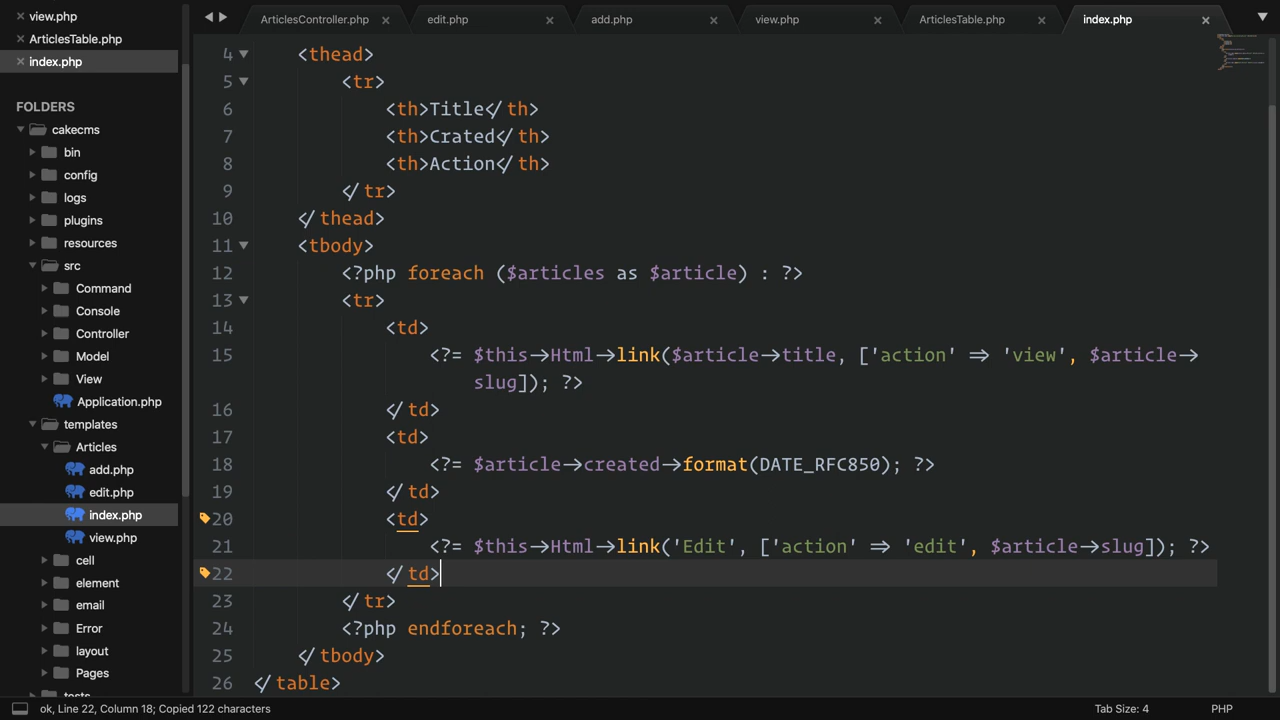 view.php
ArticlesTable.php
index.php
FOLDERS
cakecms
bin
config
logs
plugins
resources
src
Command
Console
Controller
Model
View
Application.php
templates
Articles
add.php
edit.php
index.php
view.php
cell
element
email
Error
layout
Pages
tests
ArticlesController.php edit.php add.php view.php ArticlesTable.php index.php
4 <thead>
5 <tr>
6 <th>Title</th>
7 <th>Crated</th>
8 <th>Action</th>
9 </tr>
10 </thead>
11 <tbody>
12 <?php foreach ($articles as $article) : ?>
13 <tr>
14 <td>
15 <?= $this->Html->link($article->title, ['action' => 'view', $article->
slug]); ?>
16 </td>
17 <td>
18 <?= $article->created->format(DATE_RFC850); ?>
19 </td>
20 <td>
21 <?= $this->Html->link('Edit', ['action' => 'edit', $article->slug]); ?>
22 </td>
23 </tr>
24 <?php endforeach; ?>
25 </tbody>
26 </table>
ok, Line 22, Column 18; Copied 122 characters Tab Size: 4 PHP